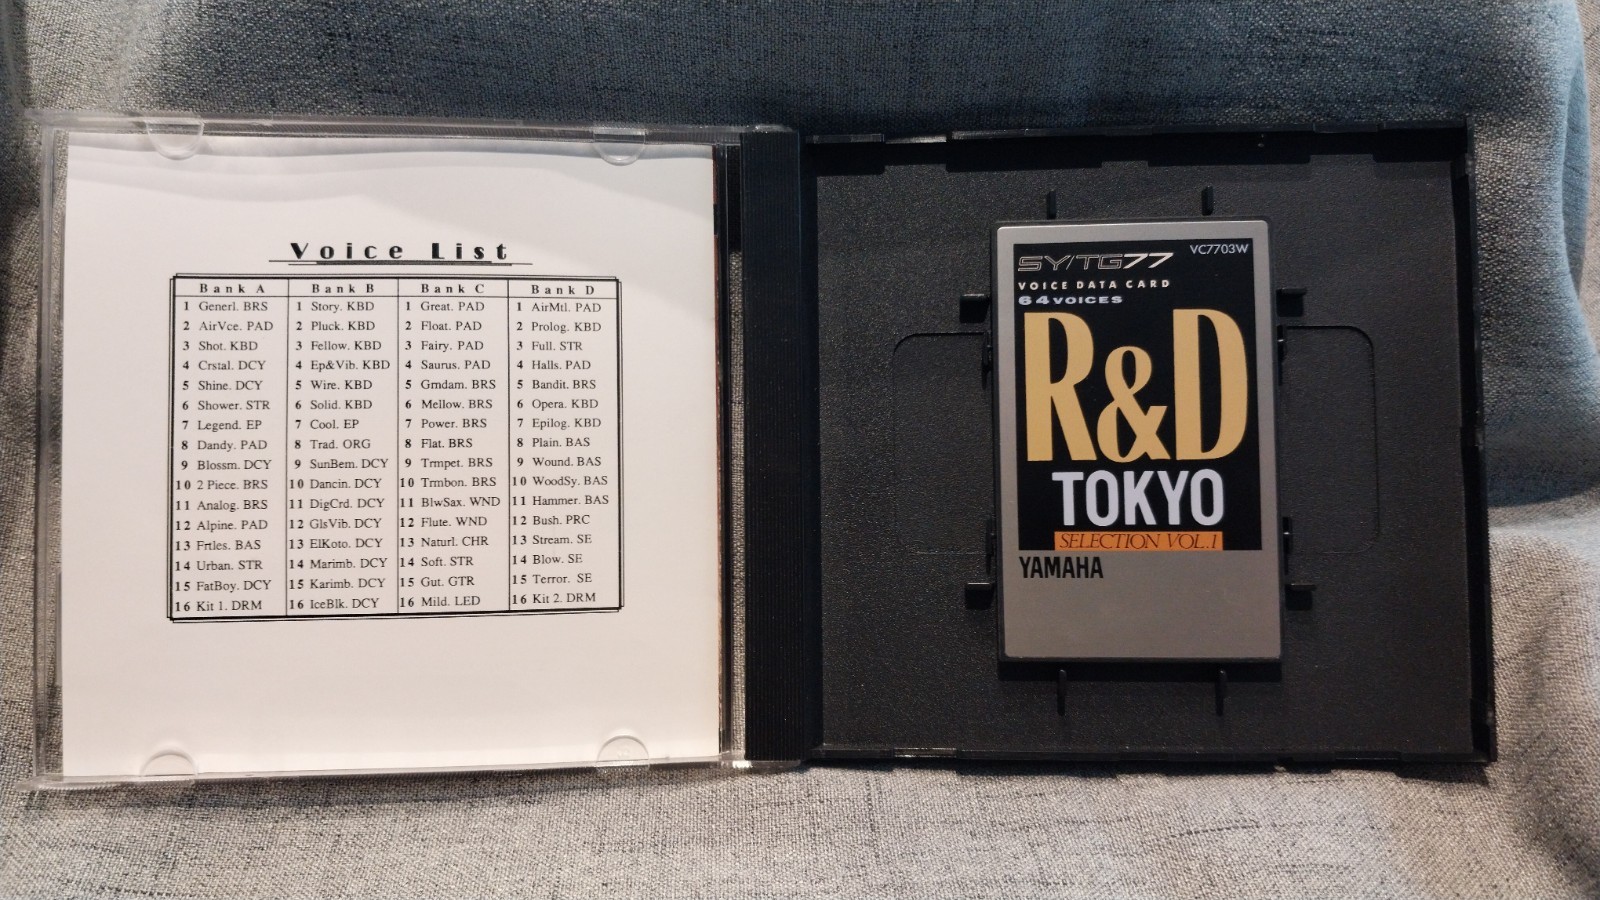 Voice List
Bank A Bank B Bank C Bank D
1 Generl. BRS 1 Story. KBD 1 Great. PAD 1 AirMtl. PAD
2 AirVce. PAD 2 Pluck. KBD 2 Float. PAD 2 Prolog. KBD
3 Shot. KBD 3 Fellow. KBD 3 Fairy. PAD 3 Full. STR
4 Crstal. DCY 4 Ep&Vib. KBD 4 Saurus. PAD 4 Halls. PAD
5 Shine. DCY 5 Wire. KBD 5 Grndam. BRS 5 Bandit. BRS
6 Shower. STR 6 Solid. KBD 6 Mellow. BRS 6 Opera. KBD
7 Legend. EP 7 Cool. EP 7 Power. BRS 7 Epilog. KBD
8 Dandy. PAD 8 Trad. ORG 8 Flat. BRS 8 Plain. BAS
9 Blossm. DCY 9 SunBem. DCY 9 Trmpet. BRS 9 Wound. BAS
10 2 Piece. BRS 10 Dancin. DCY 10 Trmbon. BRS 10 WoodSy. BAS
11 Analog. BRS 11 DigCrd. DCY 11 BlwSax. WND 11 Hammer. BAS
12 Alpine. PAD 12 GlsVib. DCY 12 Flute. WND 12 Bush. PRC
13 Frtles. BAS 13 ElKoto. DCY 13 Naturl. CHR 13 Stream. SE
14 Urban. STR 14 Marimb. DCY 14 Soft. STR 14 Blow. SE
15 FatBoy. DCY 15 Karimb. DCY 15 Gut. GTR 15 Terror. SE
16 Kit 1. DRM 16 IceBlk. DCY 16 Mild. LED 16 Kit 2. DRM
VC7703W
SY/TG77
VOICE DATA CARD
64 VOICES
R&D
TOKYO
SELECTION VOL.1
YAMAHA